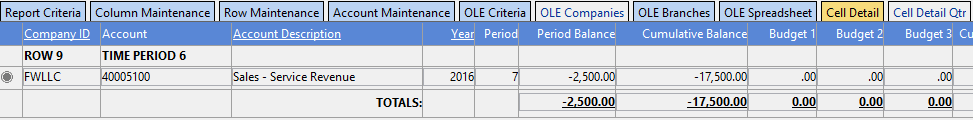 Report Criteria Column Maintenance Row Maintenance Account Maintenance OLE Criteria OLE Companies OLE Branches OLE Spreadsheet Cell Detail Cell Detail Qtr
Company ID Account Account Description Year Period Period Balance Cumulative Balance Budget 1 Budget 2 Budget 3 Cu
ROW 9 TIME PERIOD 6
FWLLC 40005100 Sales - Service Revenue 2016 7 -2,500.00 -17,500.00 .00 .00 .00
TOTALS: -2,500.00 -17,500.00 0.00 0.00 0.00